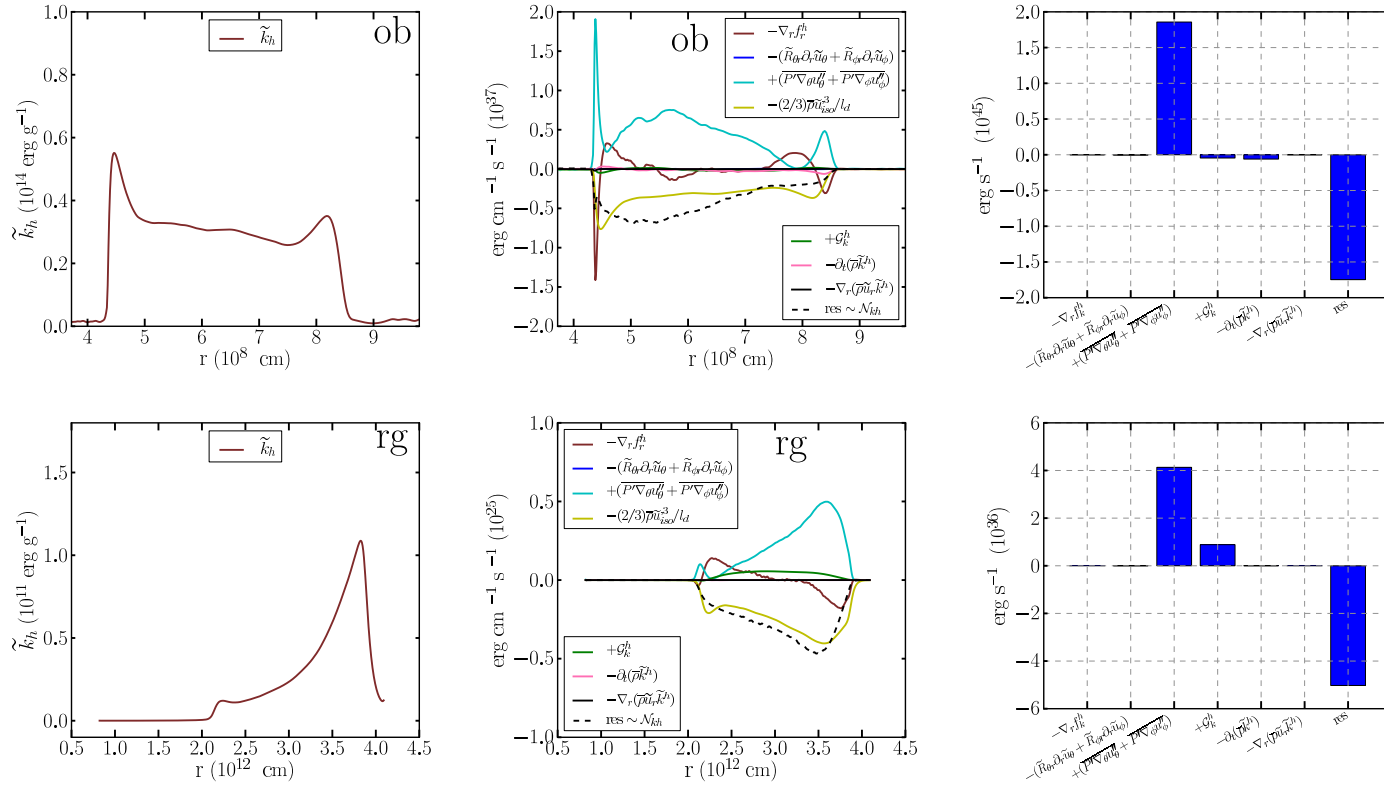 ob
k̃_h
k̃_h (10^14 erg g^−1)
1.0
0.8
0.6
0.4
0.2
0.0
4 5 6 7 8 9
r (10^8 cm)
ob
−∇_r f_r^h
−(R̃_θr ∂_r ũ_θ + R̃_ϕr ∂_r ũ_ϕ)
+(P′∇_θ u″_θ + P′∇_ϕ u″_ϕ)
−(2/3)ρ̅ũ_iso^3/l_d
+𝒢_k^h
−∂_t(ρ̅k̃^h)
−∇_r(ρ̅ũ_r k̃^h)
res ∼ 𝒩_kh
erg cm^−1 s^−1 (10^37)
2.0
1.5
1.0
0.5
0.0
−0.5
−1.0
−1.5
−2.0
4 5 6 7 8 9
r (10^8 cm)
erg s^−1 (10^45)
2.0
1.5
1.0
0.5
0.0
−0.5
−1.0
−1.5
−2.0
−∇_r f_k^h
−(R̃_θr ∂_r ũ_θ + R̃_ϕr ∂_r ũ_ϕ)
+(P′∇_θ u″_θ + P′∇_ϕ u″_ϕ)
+𝒢_k^h
−∂_t(ρ̅k̃^h)
−∇_r(ρ̅ũ_r k̃^h)
res
rg
k̃_h
k̃_h (10^11 erg g^−1)
1.5
1.0
0.5
0.0
0.5 1.0 1.5 2.0 2.5 3.0 3.5 4.0 4.5
r (10^12 cm)
rg
−∇_r f_r^h
−(R̃_θr ∂_r ũ_θ + R̃_ϕr ∂_r ũ_ϕ)
+(P′∇_θ u″_θ + P′∇_ϕ u″_ϕ)
−(2/3)ρ̅ũ_iso^3/l_d
+𝒢_k^h
−∂_t(ρ̅k̃^h)
−∇_r(ρ̅ũ_r k̃^h)
res ∼ 𝒩_kh
erg cm^−1 s^−1 (10^25)
1.0
0.5
0.0
−0.5
−1.0
0.5 1.0 1.5 2.0 2.5 3.0 3.5 4.0 4.5
r (10^12 cm)
erg s^−1 (10^36)
6
4
2
0
−2
−4
−6
−∇_r f_k^h
−(R̃_θr ∂_r ũ_θ + R̃_ϕr ∂_r ũ_ϕ)
+(P′∇_θ u″_θ + P′∇_ϕ u″_ϕ)
+𝒢_k^h
−∂_t(ρ̅k̃^h)
−∇_r(ρ̅ũ_r k̃^h)
res